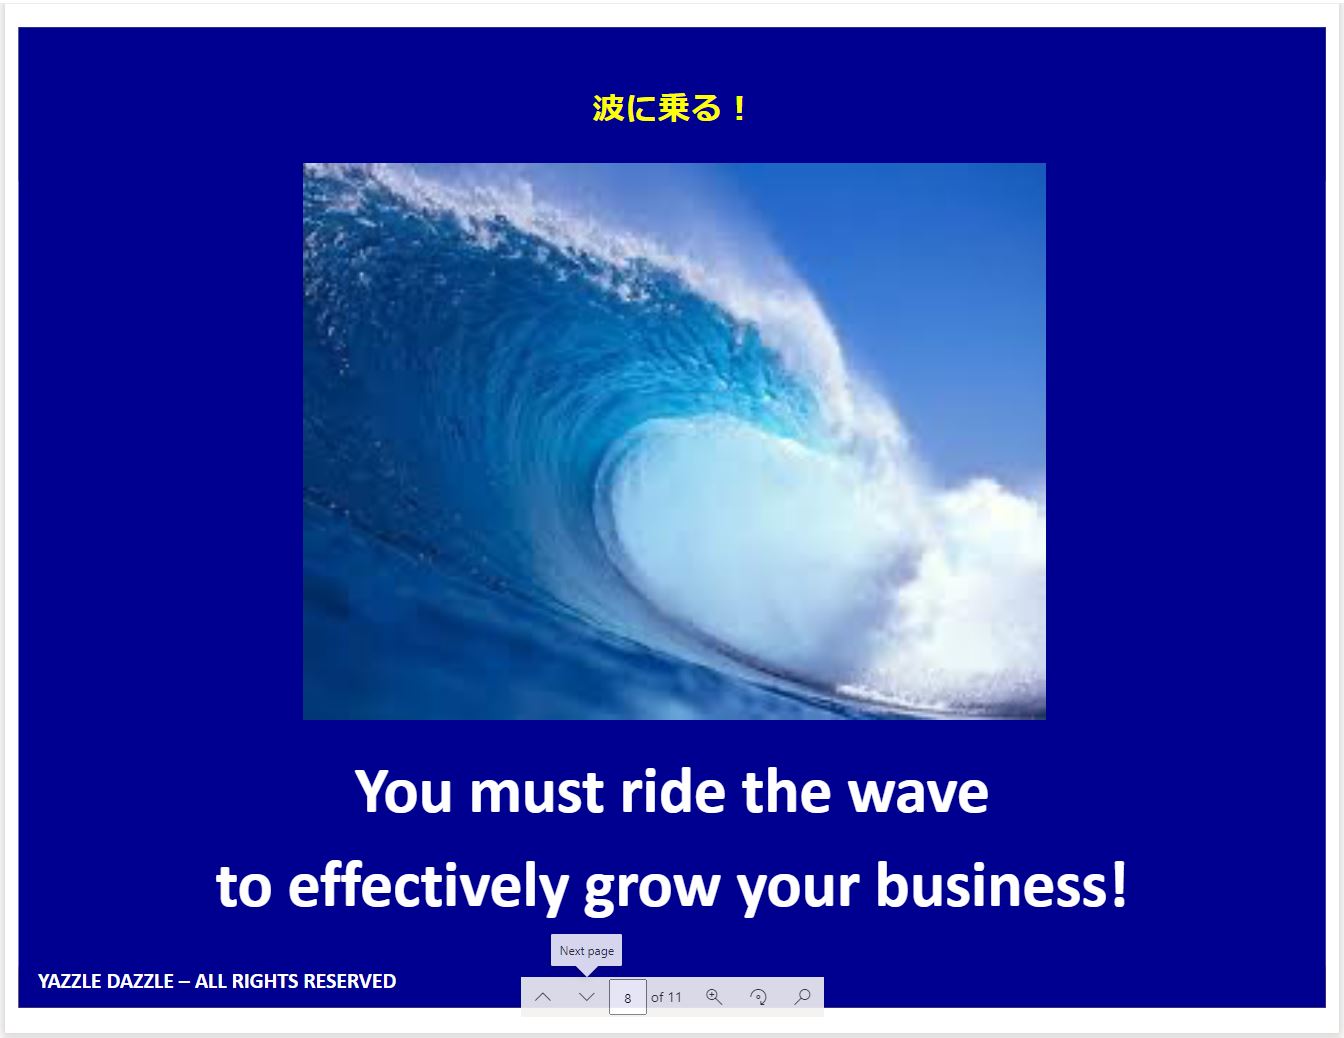 波に乗る！
You must ride the wave
to effectively grow your business!
Next page
YAZZLE DAZZLE – ALL RIGHTS RESERVED
8 of 11